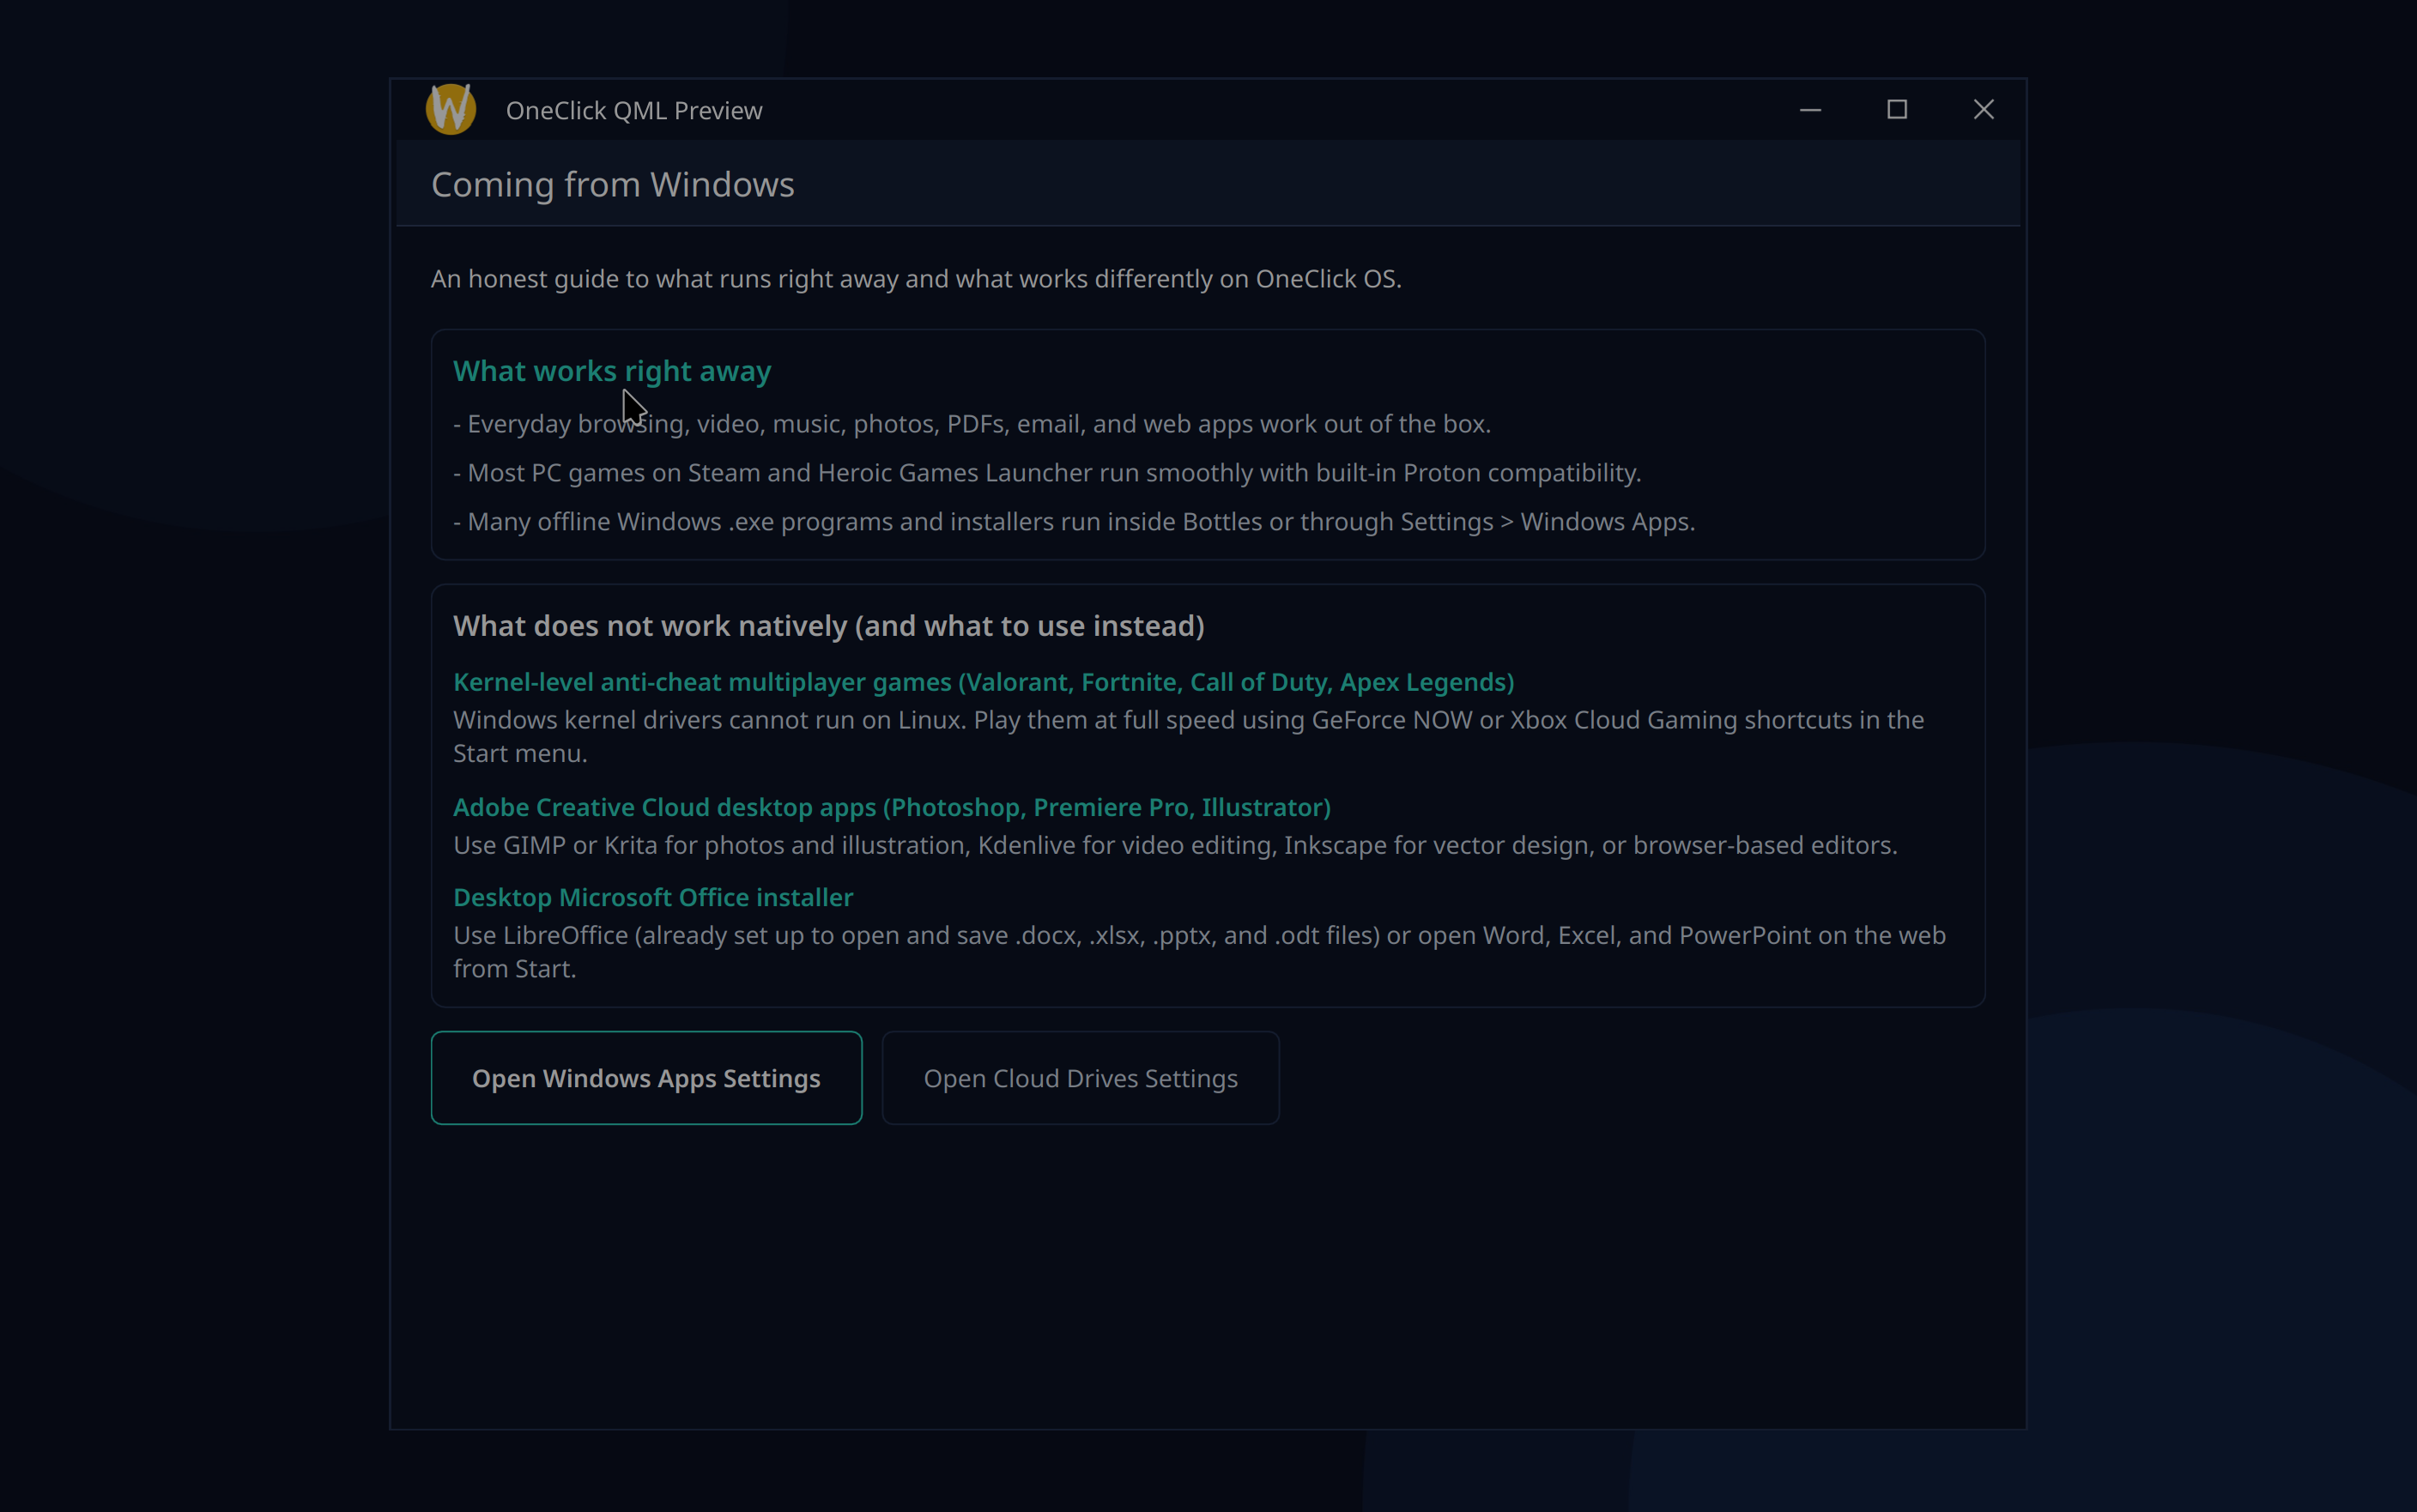 OneClick QML Preview
Coming from Windows
An honest guide to what runs right away and what works differently on OneClick OS.
What works right away
- Everyday browsing, video, music, photos, PDFs, email, and web apps work out of the box.
- Most PC games on Steam and Heroic Games Launcher run smoothly with built-in Proton compatibility.
- Many offline Windows .exe programs and installers run inside Bottles or through Settings > Windows Apps.
What does not work natively (and what to use instead)
Kernel-level anti-cheat multiplayer games (Valorant, Fortnite, Call of Duty, Apex Legends)
Windows kernel drivers cannot run on Linux. Play them at full speed using GeForce NOW or Xbox Cloud Gaming shortcuts in the
Start menu.
Adobe Creative Cloud desktop apps (Photoshop, Premiere Pro, Illustrator)
Use GIMP or Krita for photos and illustration, Kdenlive for video editing, Inkscape for vector design, or browser-based editors.
Desktop Microsoft Office installer
Use LibreOffice (already set up to open and save .docx, .xlsx, .pptx, and .odt files) or open Word, Excel, and PowerPoint on the web
from Start.
Open Windows Apps Settings
Open Cloud Drives Settings